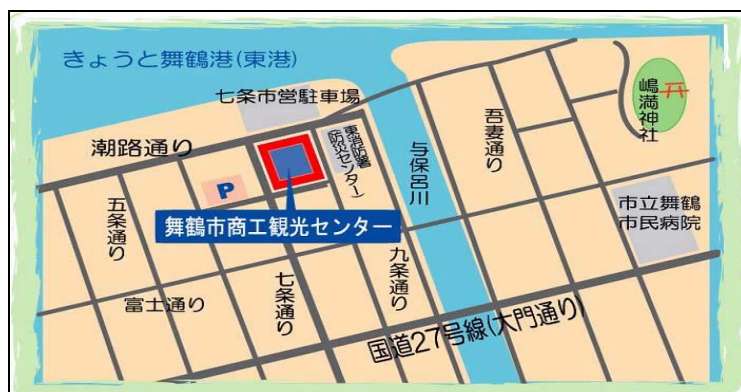 きょうと舞鶴港(東港)
七条市営駐車場
潮路通り
東消防署
(防災センター)
与保呂川
吾妻通り
嶋満神社
P
舞鶴市商工観光センター
五条通り
富士通り
七条通り
九条通り
市立舞鶴
市民病院
国道27号線(大門通り)